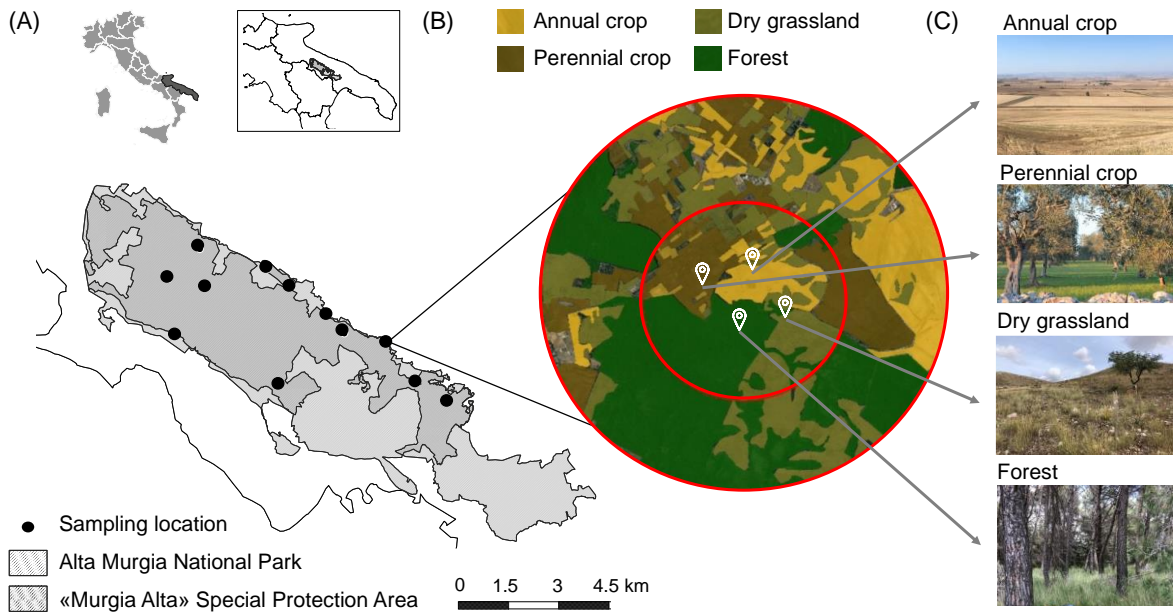 (A)
(B)
Annual crop
Dry grassland
Perennial crop
Forest
(C)
Annual crop
Perennial crop
Dry grassland
Forest
Sampling location
Alta Murgia National Park
«Murgia Alta» Special Protection Area
0 1.5 3 4.5 km